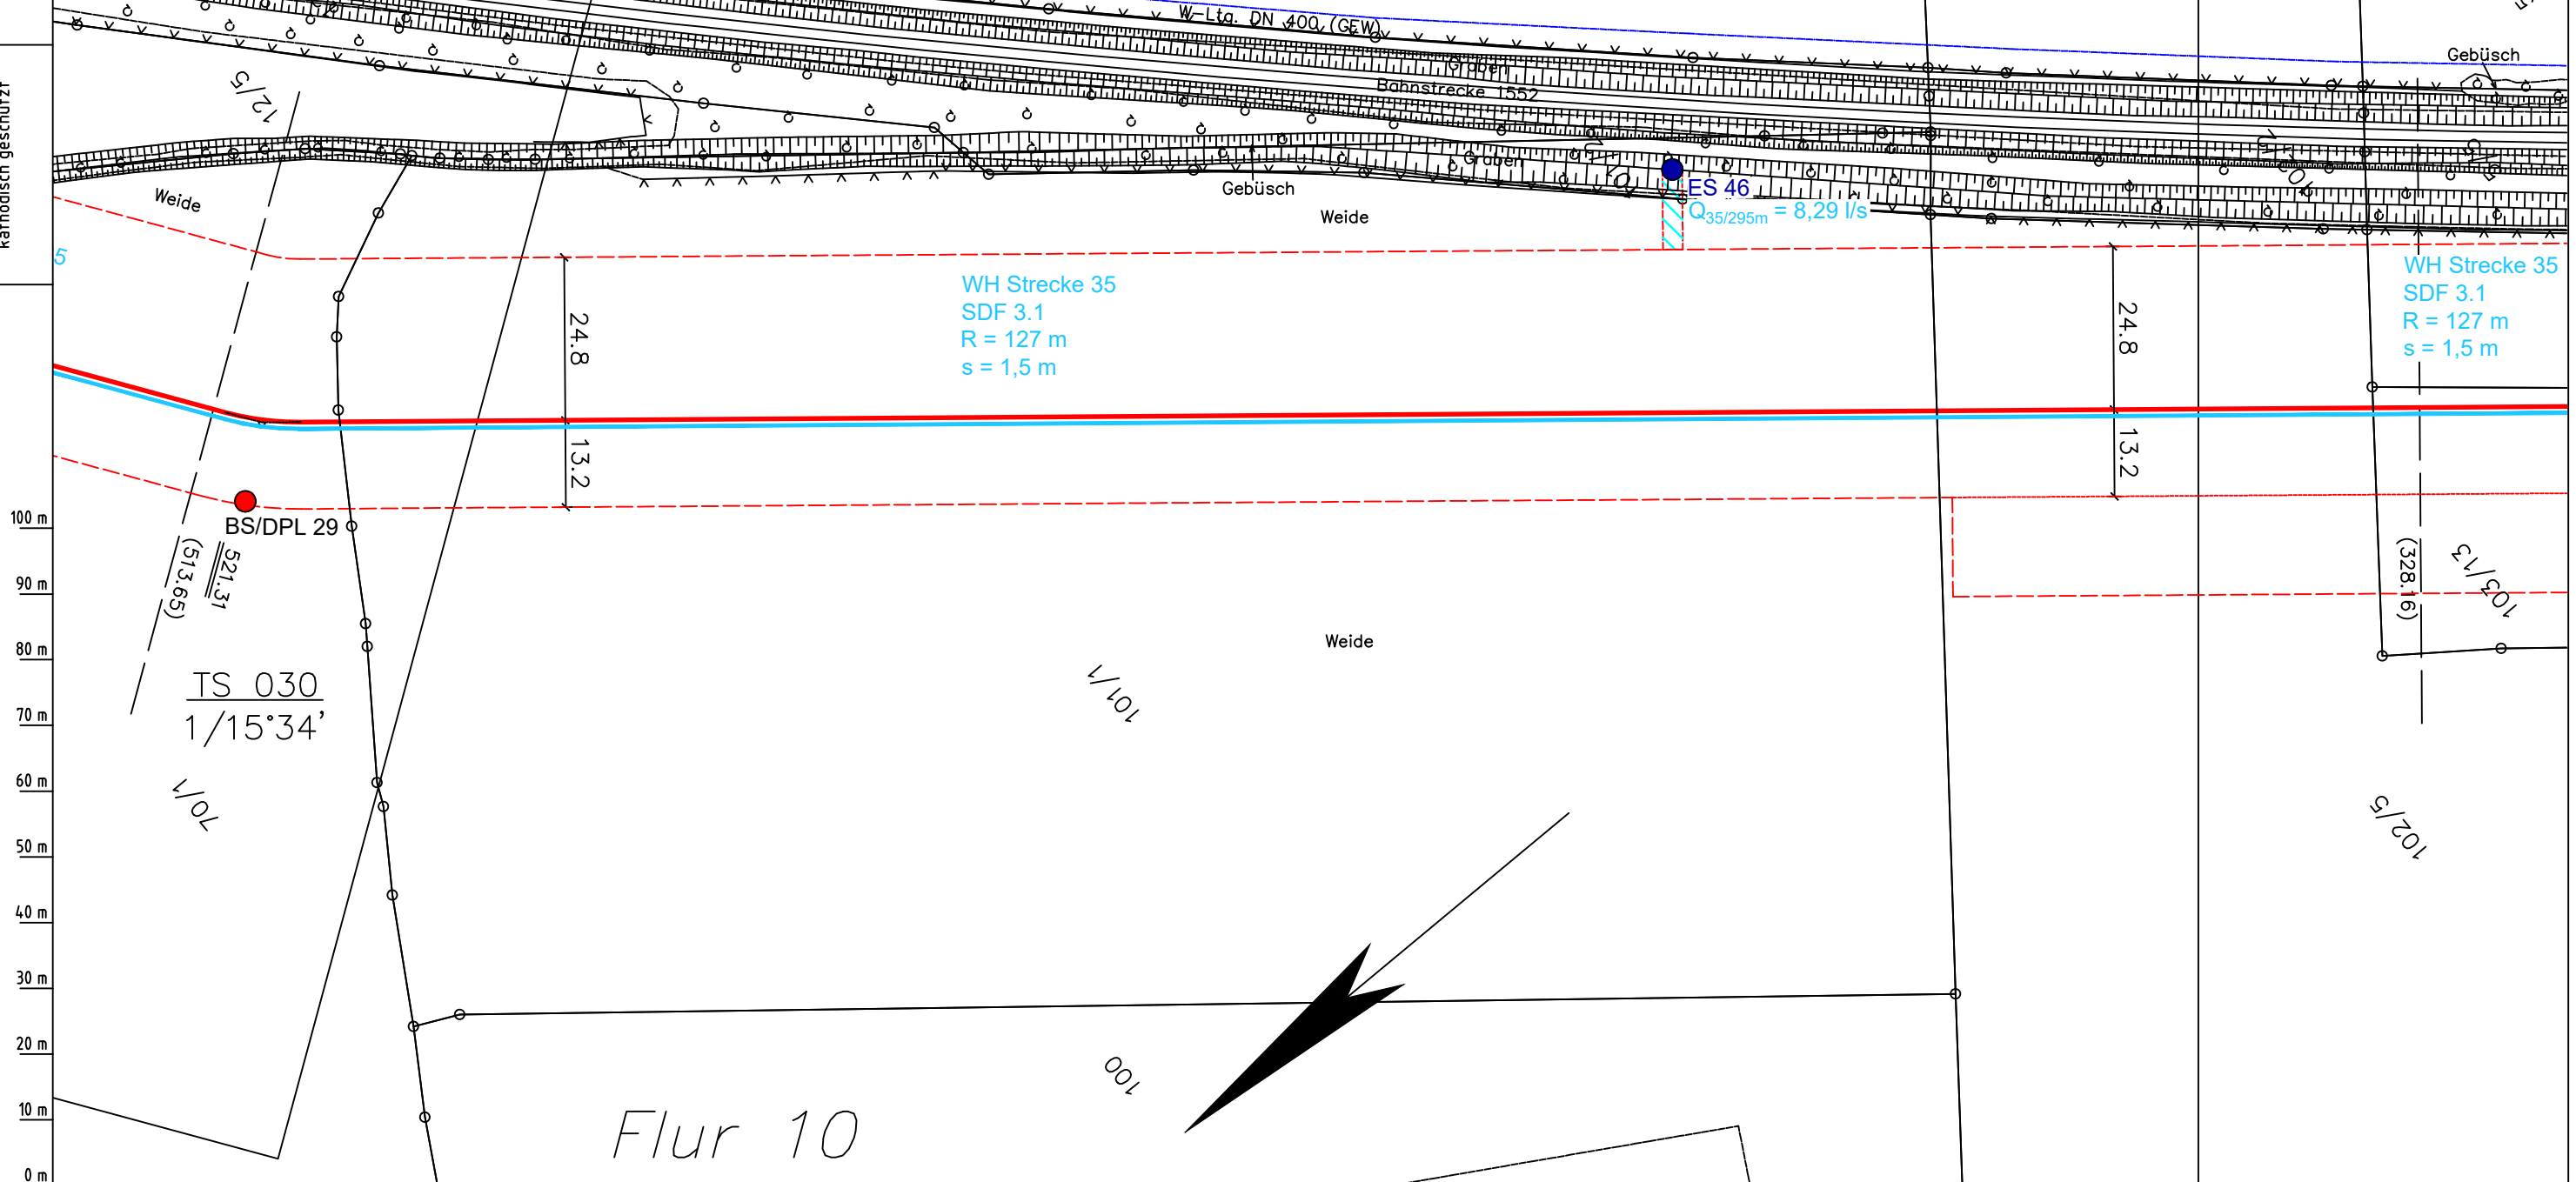 kathodisch geschützt
W-Ltg. DN 400 (GEW)
Gebüsch
Graben
Bahnstrecke 1552
12/5
Graben
Gebüsch
Weide
Weide
ES 46
Q35/295m = 8,29 l/s
5
WH Strecke 35
SDF 3.1
R = 127 m
s = 1,5 m
WH Strecke 35
SDF 3.1
R = 127 m
s = 1,5 m
24.8
13.2
24.8
13.2
BS/DPL 29
521.31
(513.65)
(328.16)
103/13
TS 030
1/15°34'
70/1
Weide
101/1
102/5
100
Flur 10
100 m
90 m
80 m
70 m
60 m
50 m
40 m
30 m
20 m
10 m
0 m